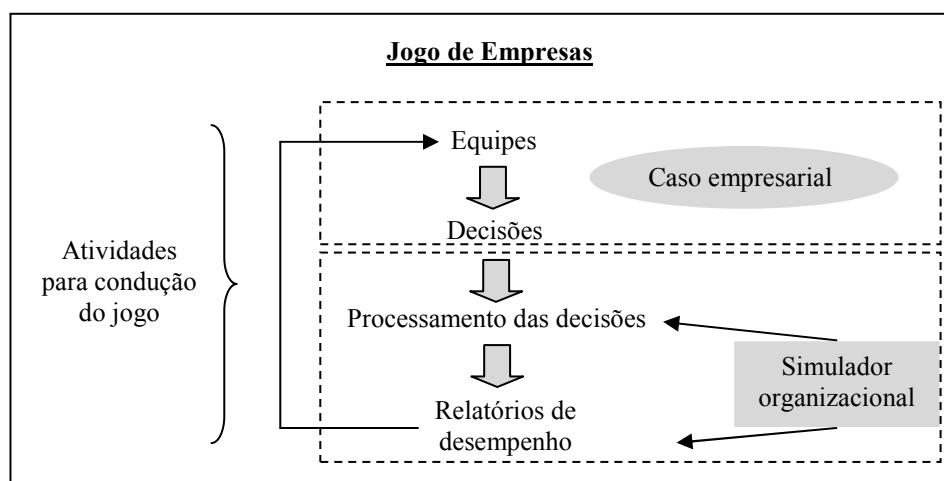 Jogo de Empresas
Equipes
Caso empresarial
Decisões
Atividades
para condução
do jogo
Processamento das decisões
Simulador
organizacional
Relatórios de
desempenho